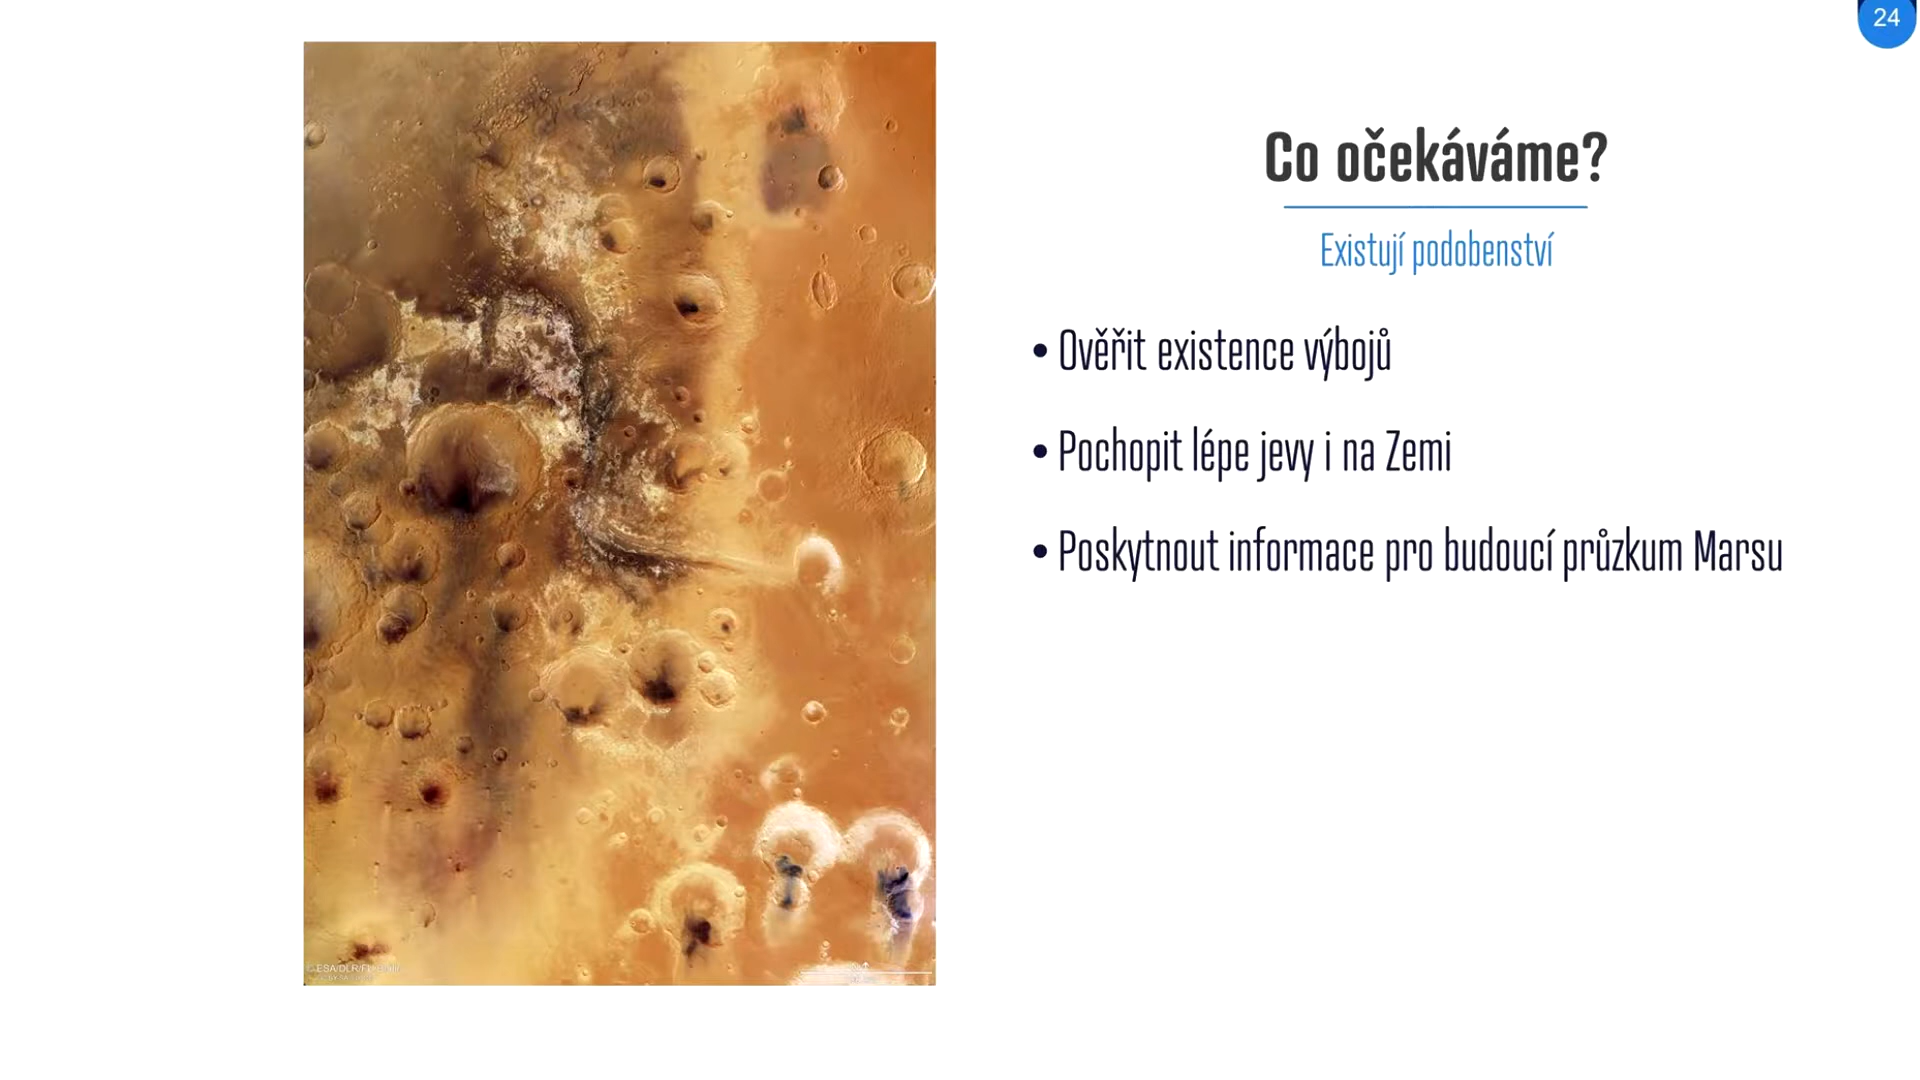 24
Co očekáváme?
Existují podobenství
• Ověřit existence výbojů
• Pochopit lépe jevy i na Zemi
• Poskytnout informace pro budoucí průzkum Marsu
© ESA/DLR/FU Berlin